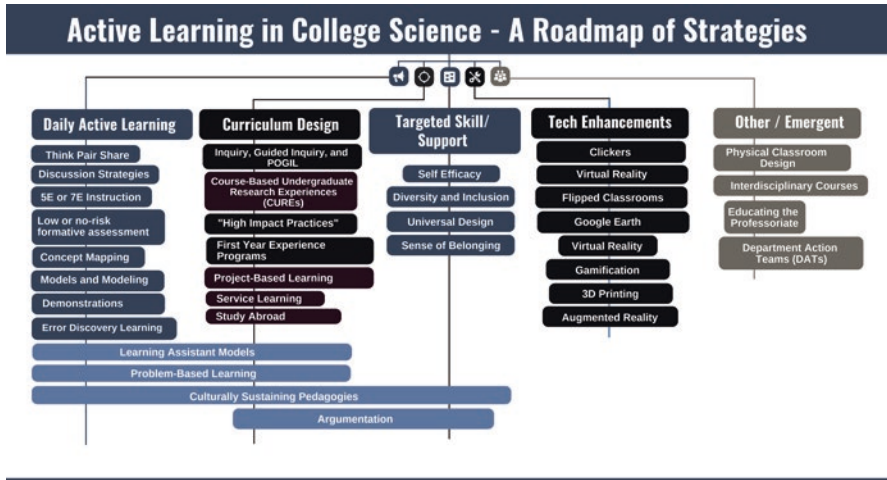 Active Learning in College Science - A Roadmap of Strategies
Daily Active Learning
Think Pair Share
Discussion Strategies
5E or 7E Instruction
Low or no-risk
formative assessment
Concept Mapping
Models and Modeling
Demonstrations
Error Discovery Learning
Curriculum Design
Inquiry, Guided Inquiry, and
POGIL
Course-Based Undergraduate
Research Experiences
(CUREs)
"High Impact Practices"
First Year Experience
Programs
Project-Based Learning
Service Learning
Study Abroad
Targeted Skill/
Support
Self Efficacy
Diversity and Inclusion
Universal Design
Sense of Belonging
Tech Enhancements
Clickers
Virtual Reality
Flipped Classrooms
Google Earth
Virtual Reality
Gamification
3D Printing
Augmented Reality
Other / Emergent
Physical Classroom
Design
Interdisciplinary Courses
Educating the
Professoriate
Department Action
Teams (DATs)
Learning Assistant Models
Problem-Based Learning
Culturally Sustaining Pedagogies
Argumentation